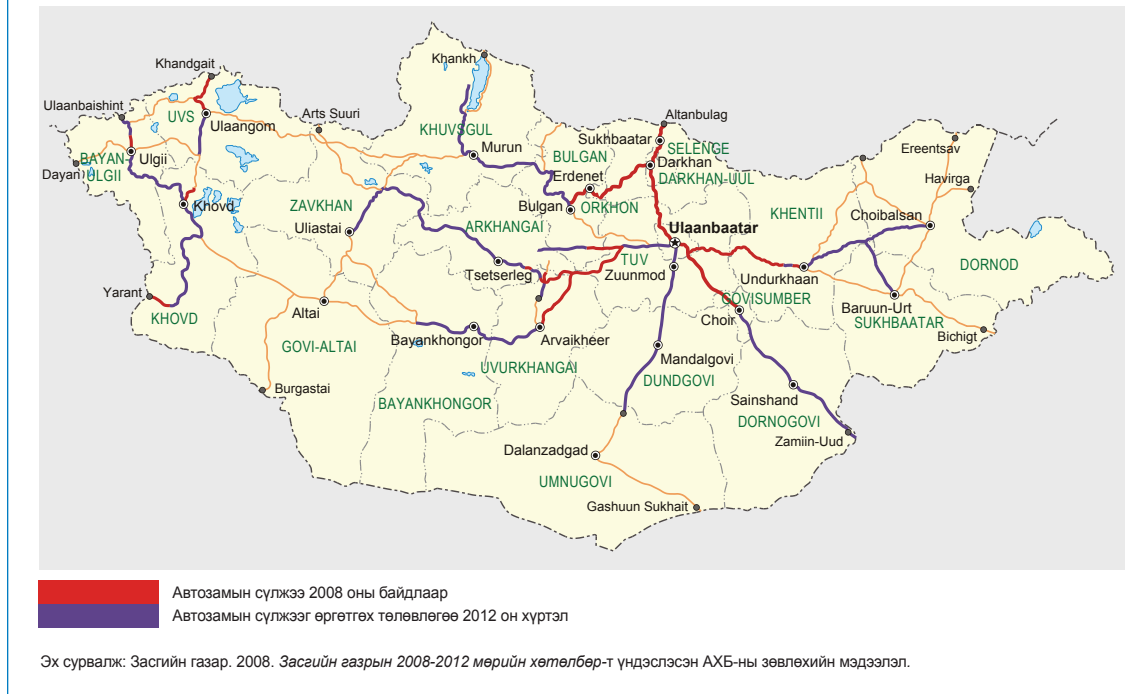 Khandgait
Khankh
Ulaanbaishint
UVS
Ulaangom
Arts Suuri
Altanbulag
KHUVSGUL
Sukhbaatar
SELENGE
Ereentsav
BAYAN-
ULGII
Ulgii
Dayan
Murun
BULGAN
Darkhan
DARKHAN-UUL
Erdenet
Havirga
Khovd
ZAVKHAN
Bulgan
ORKHON
KHENTII
Choibalsan
Uliastai
ARKHANGAI
Ulaanbaatar
Tsetserleg
TUV
Zuunmod
Undurkhaan
DORNOD
Yarant
KHOVD
Altai
GOVISUMBER
Choir
Baruun-Urt
SUKHBAATAR
Bichigt
GOVI-ALTAI
Bayankhongor
Arvaikheer
UVURKHANGAI
Mandalgovi
DUNDGOVI
Burgastai
BAYANKHONGOR
Sainshand
DORNOGOVI
Zamiin-Uud
Dalanzadgad
UMNUGOVI
Gashuun Sukhait
Автозамын сүлжээ 2008 оны байдлаар
Автозамын сүлжээг өргөтгөх төлөвлөгөө 2012 он хүртэл
Эх сурвалж: Засгийн газар. 2008. Засгийн газрын 2008-2012 мөрийн хөтөлбөр-т үндэслэсэн АХБ-ны зөвлөхийн мэдээлэл.